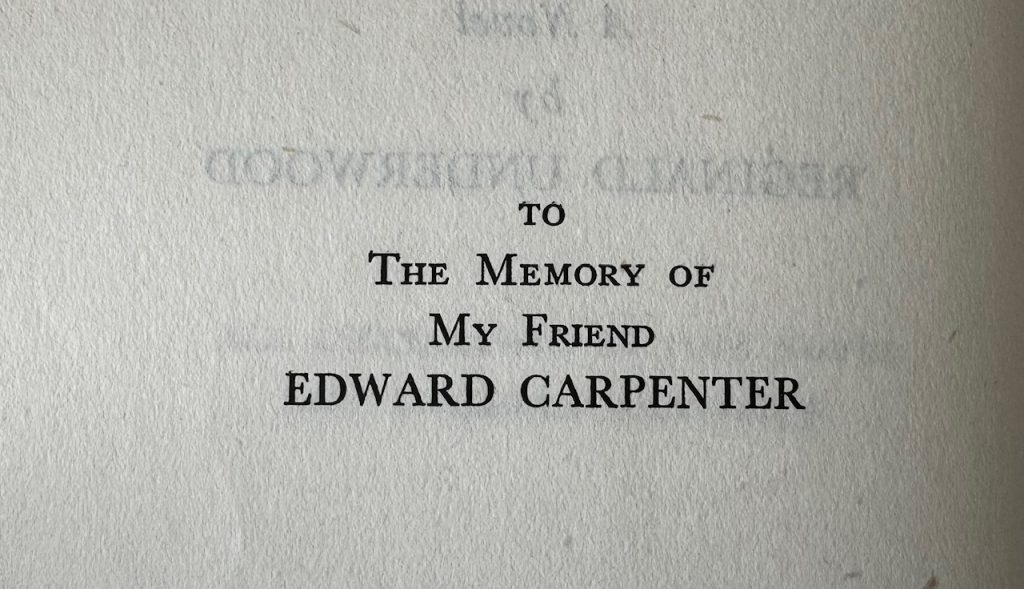 A Novel
by
REGINALD UNDERWOOD
TO
THE MEMORY OF
MY FRIEND
EDWARD CARPENTER